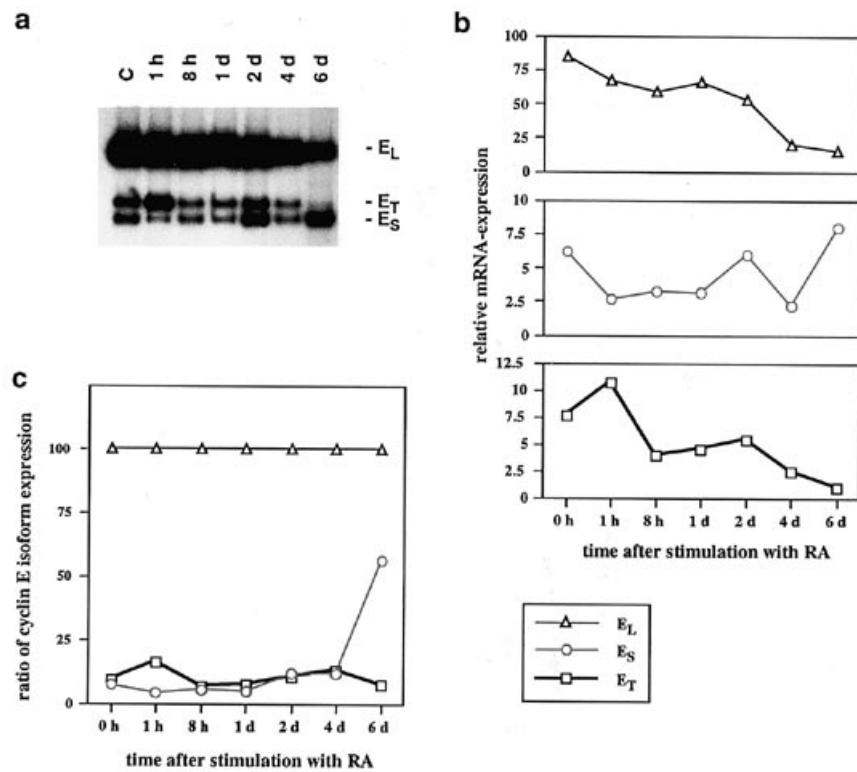 a
C 1 h 8 h 1 d 2 d 4 d 6 d
- EL
- ET
- ES
b
100
75
50
25
0
10
7.5
5
2.5
0
12.5
10
7.5
5
2.5
0
relative mRNA-expression
0 h 1 h 8 h 1 d 2 d 4 d 6 d
time after stimulation with RA
c
100
75
50
25
0
ratio of cyclin E isoform expression
0 h 1 h 8 h 1 d 2 d 4 d 6 d
time after stimulation with RA
EL
ES
ET